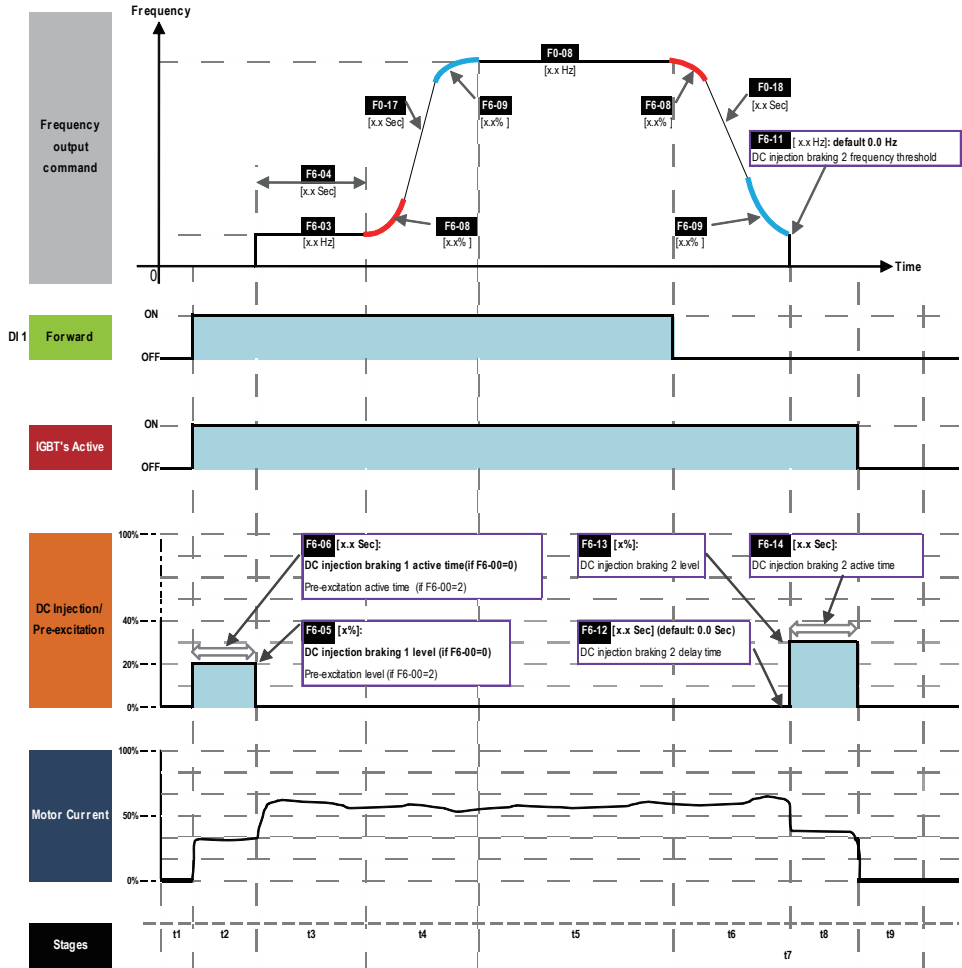 Frequency
Frequency
output
command
F0-08
[x.x Hz]
F0-17
[x.x Sec]
F6-09
[x.x% ]
F6-08
[x.x% ]
F0-18
[x.x Sec]
F6-11 [ x.x Hz]: default 0.0 Hz
DC injection braking 2 frequency threshold
F6-04
[x.x Sec]
F6-03
[x.x Hz]
F6-08
[x.x% ]
F6-09
[x.x% ]
0
Time
DI 1
Forward
ON
OFF
IGBT's Active
ON
OFF
DC Injection/
Pre-excitation
100%
40%
20%
0%
F6-06 [x.x Sec]:
DC injection braking 1 active time(if F6-00=0)
Pre-excitation active time (if F6-00=2)
F6-05 [x%]:
DC injection braking 1 level (if F6-00=0)
Pre-excitation level (if F6-00=2)
F6-13 [x%]:
DC injection braking 2 level
F6-14 [x.x Sec]:
DC injection braking 2 active time
F6-12 [x.x Sec] (default: 0.0 Sec)
DC injection braking 2 delay time
Motor Current
100%
50%
0%
Stages
t1
t2
t3
t4
t5
t6
t7
t8
t9